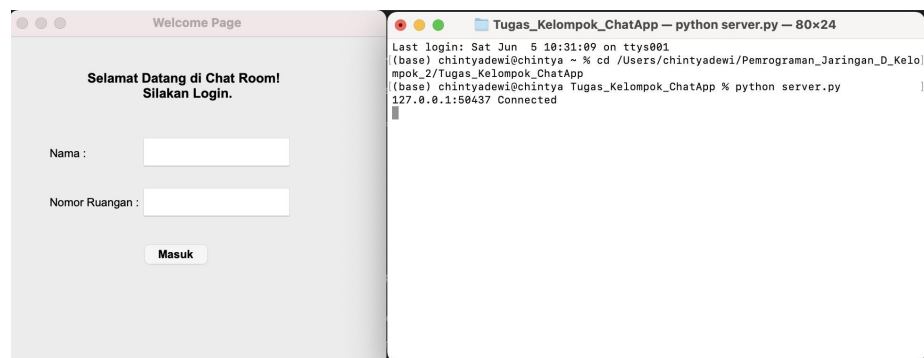 Welcome Page
Selamat Datang di Chat Room!
Silakan Login.
Nama :
Nomor Ruangan :
Masuk
Tugas_Kelompok_ChatApp — python server.py — 80×24
Last login: Sat Jun  5 10:31:09 on ttys001
[(base) chintyadewi@chintya ~ % cd /Users/chintyadewi/Pemrograman_Jaringan_D_Kelo]
mpok_2/Tugas_Kelompok_ChatApp
[(base) chintyadewi@chintya Tugas_Kelompok_ChatApp % python server.py ]
127.0.0.1:50437 Connected